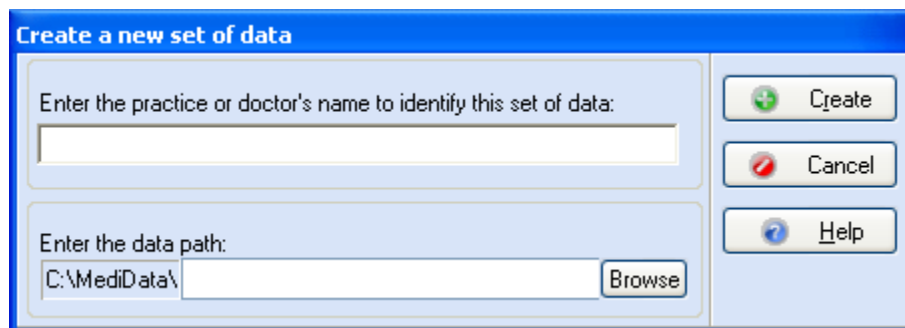 Create a new set of data
Enter the practice or doctor's name to identify this set of data:
Create
Cancel
Help
Enter the data path:
C:\MediData\
Browse